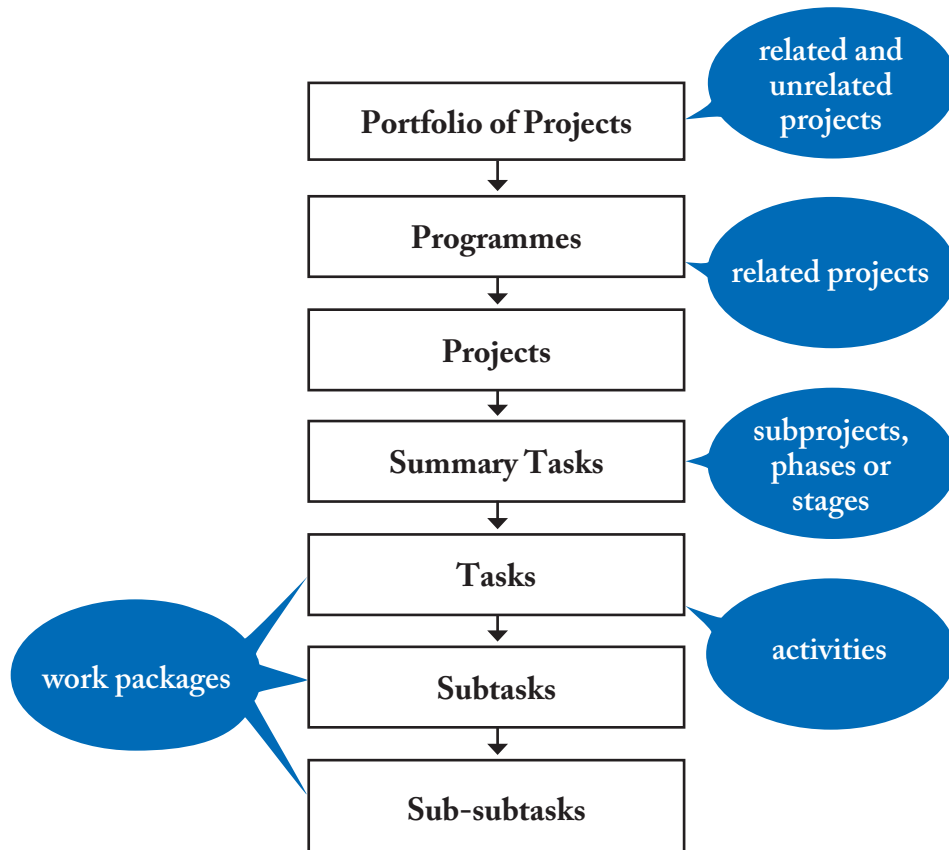 related and
unrelated
projects
Portfolio of Projects
Programmes
related projects
Projects
Summary Tasks
subprojects,
phases or
stages
Tasks
activities
work packages
Subtasks
Sub-subtasks